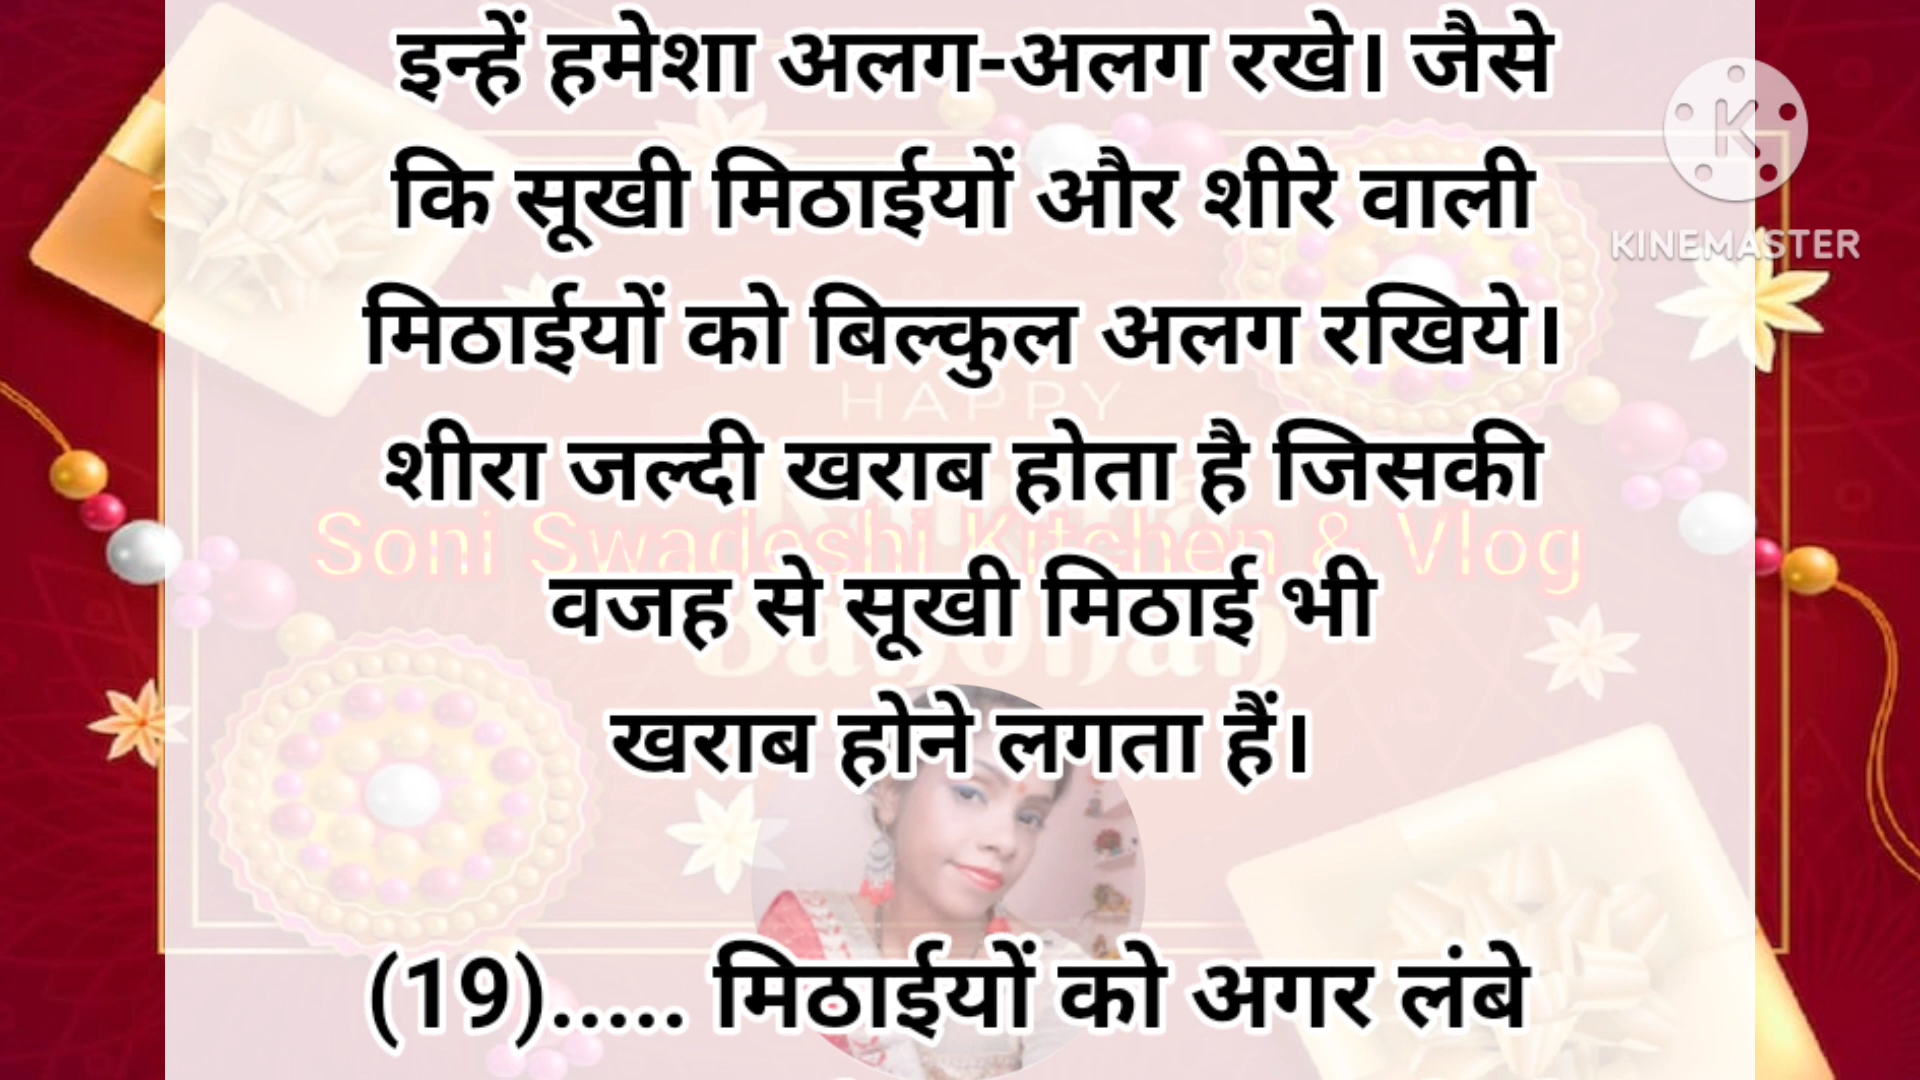 इन्हें हमेशा अलग-अलग रखे। जैसे
कि सूखी मिठाईयों और शीरे वाली
मिठाईयों को बिल्कुल अलग रखिये।
HAPPY
शीरा जल्दी खराब होता है जिसकी
Soni Swadeshi Kitchen & Vlog
वजह से सूखी मिठाई भी
खराब होने लगता हैं।
(19)..... मिठाईयों को अगर लंबे
K
KINEMASTER